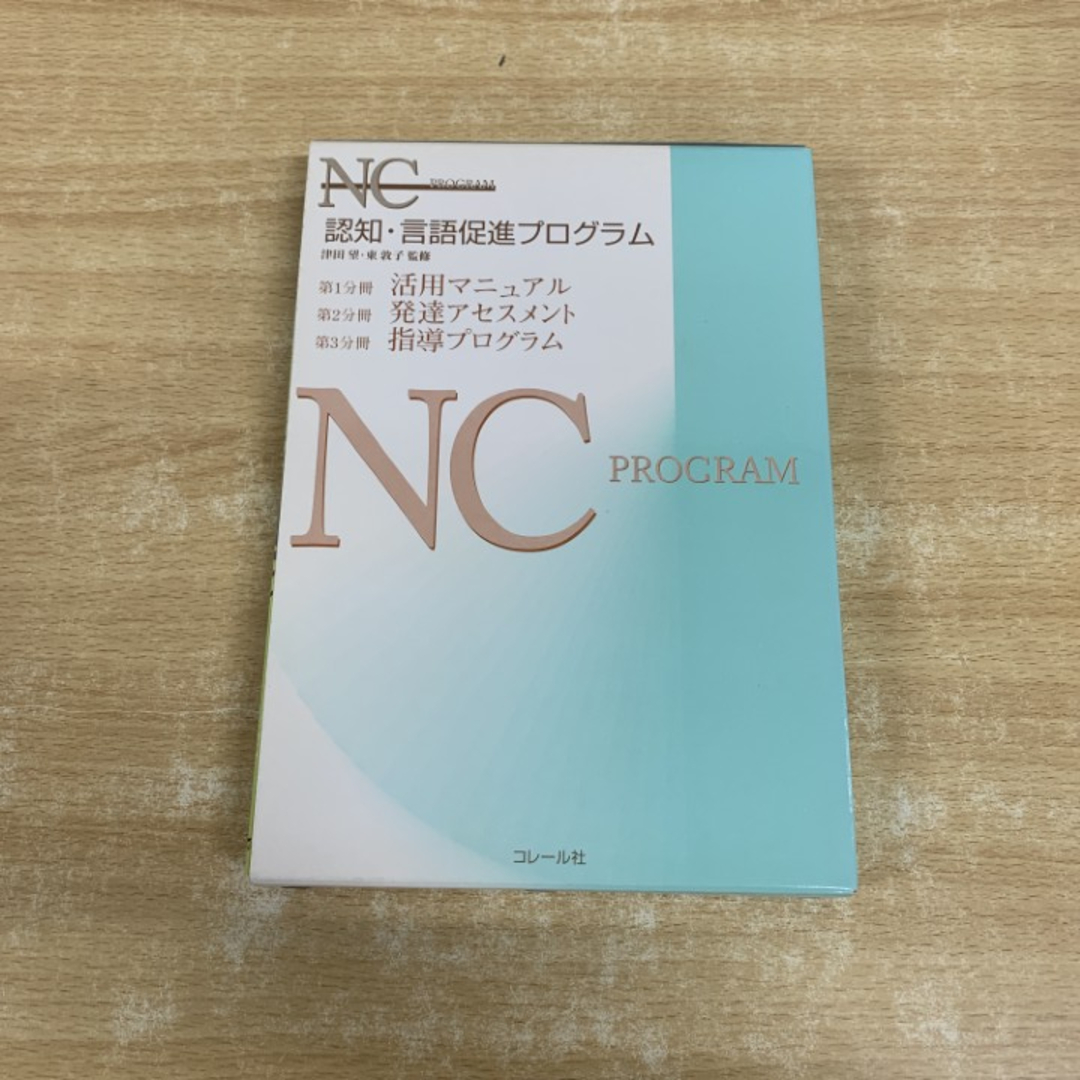 NC PROGRAM
認知・言語促進プログラム
津田 望・東 敦子 監修
第1分冊 活用マニュアル
第2分冊 発達アセスメント
第3分冊 指導プログラム
NC PROGRAM
コレール社